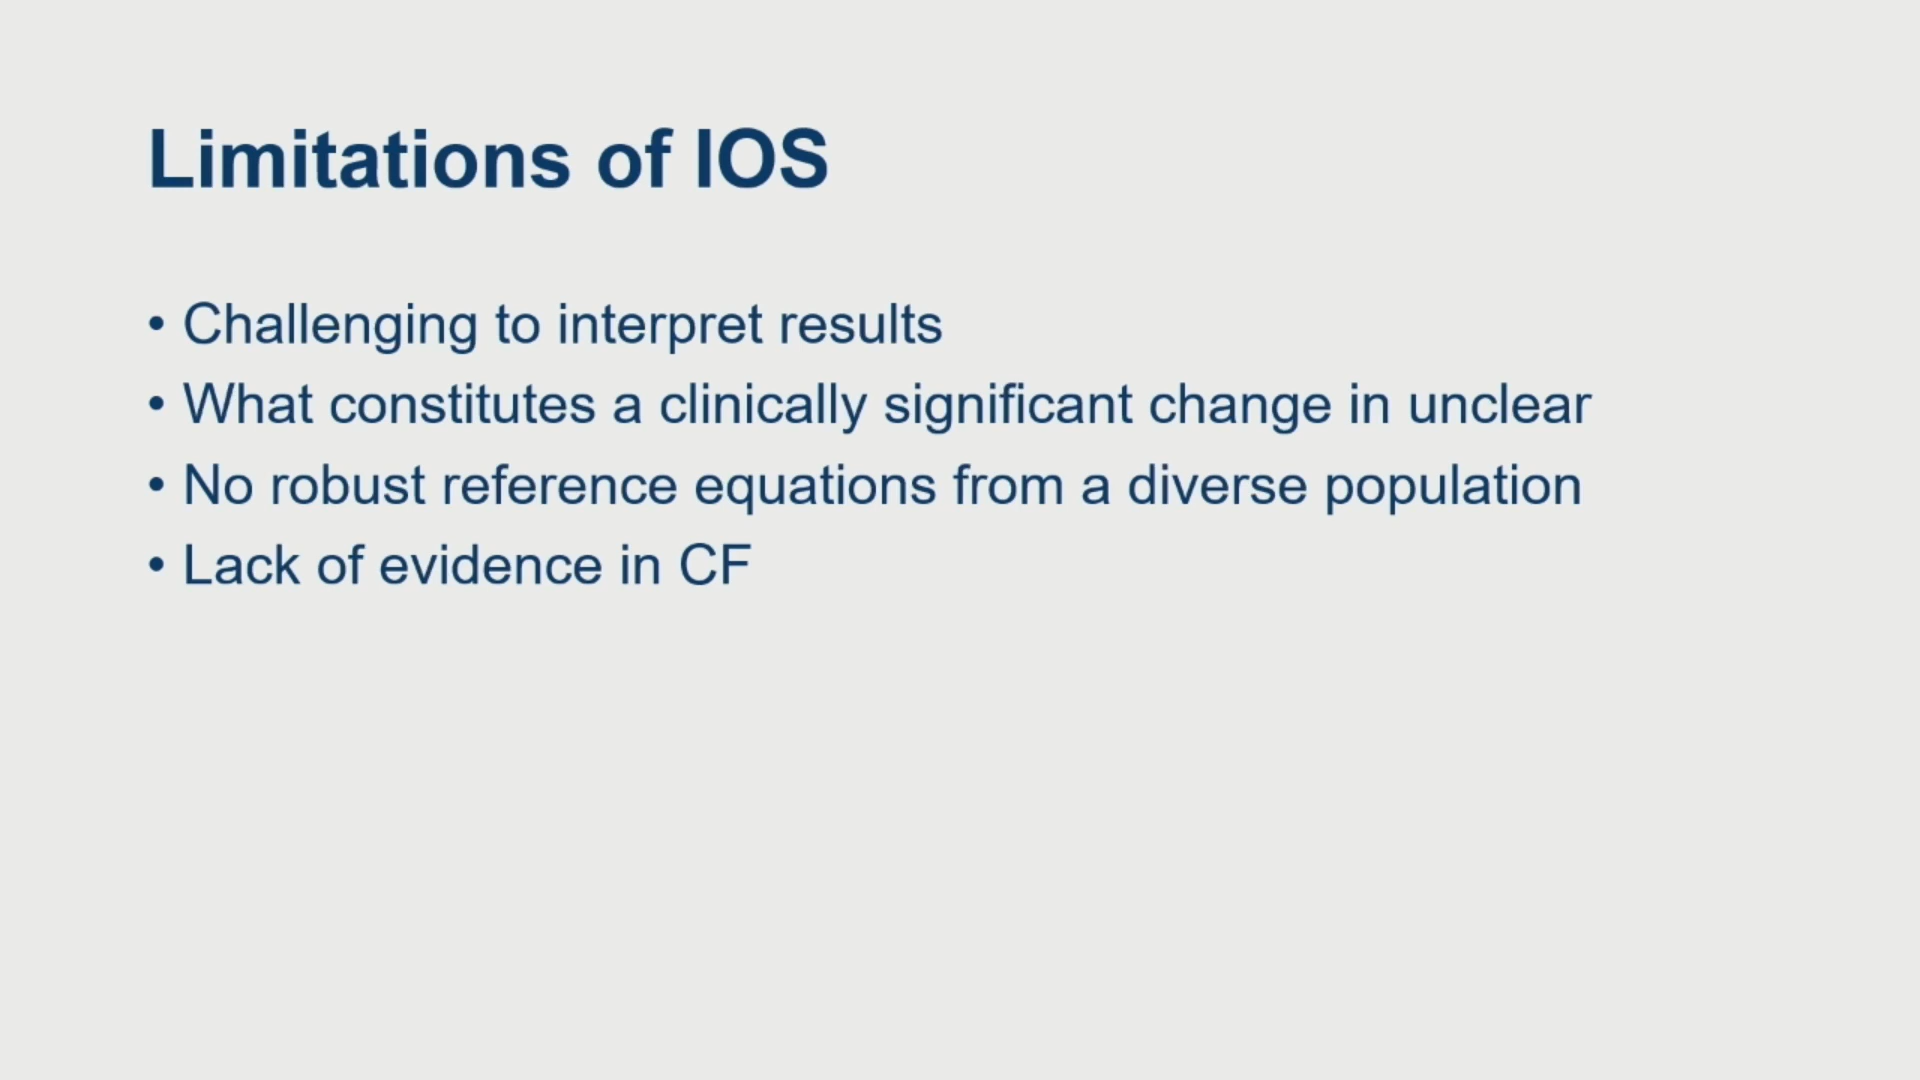 Limitations of IOS
• Challenging to interpret results
• What constitutes a clinically significant change in unclear
• No robust reference equations from a diverse population
• Lack of evidence in CF